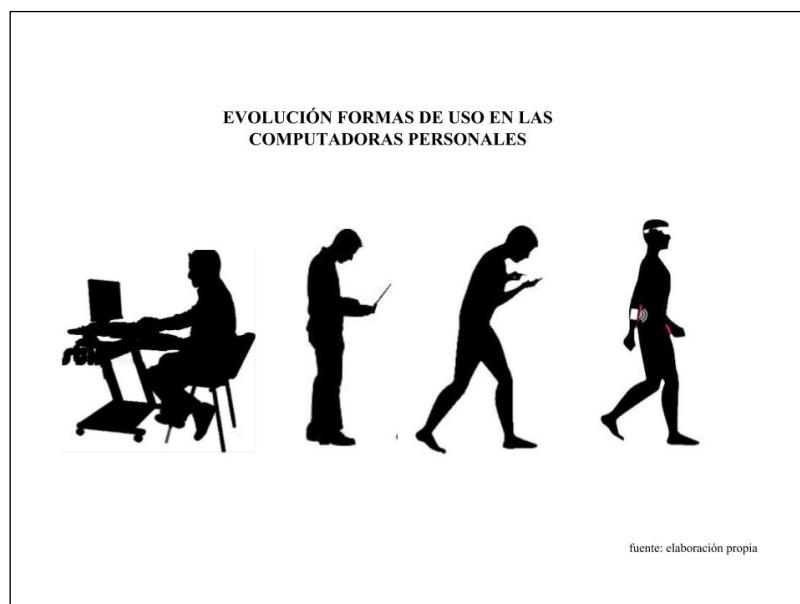 EVOLUCIÓN FORMAS DE USO EN LAS
COMPUTADORAS PERSONALES
fuente: elaboración propia